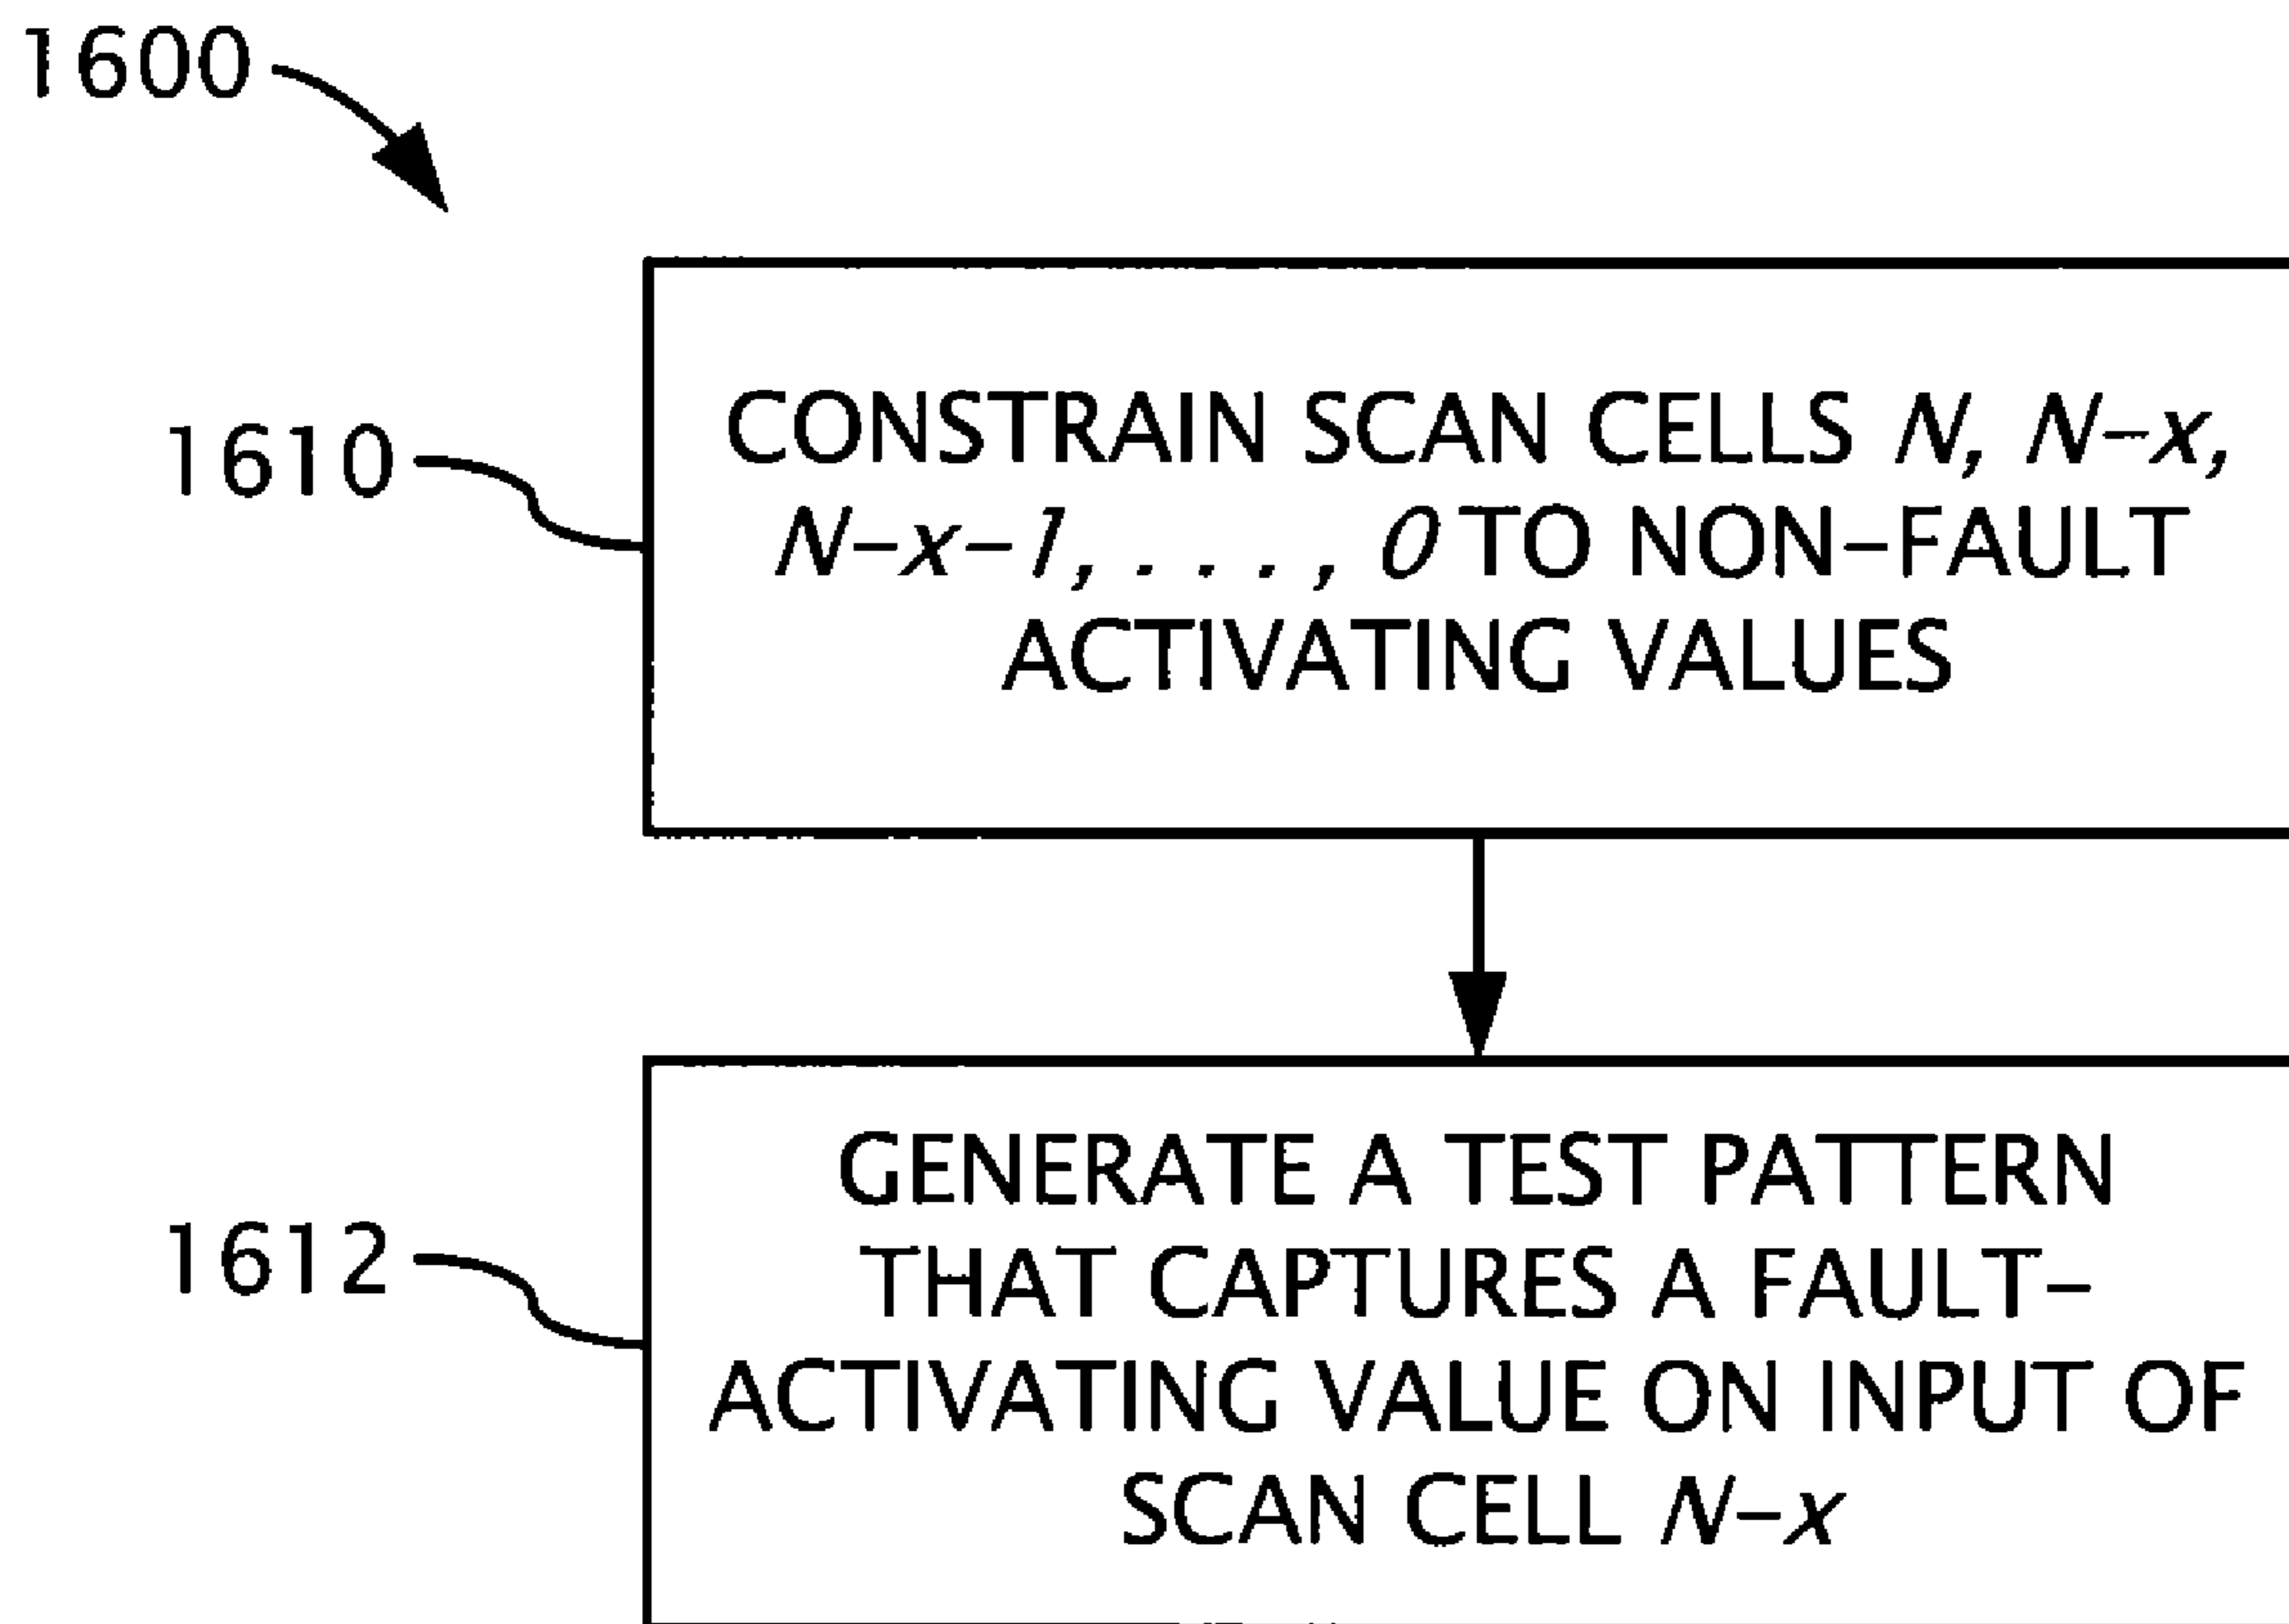 1600
1610
CONSTRAIN SCAN CELLS N, N-x,
N-x-1, . . . , 0 TO NON-FAULT
ACTIVATING VALUES
1612
GENERATE A TEST PATTERN
THAT CAPTURES A FAULT-
ACTIVATING VALUE ON INPUT OF
SCAN CELL N-x